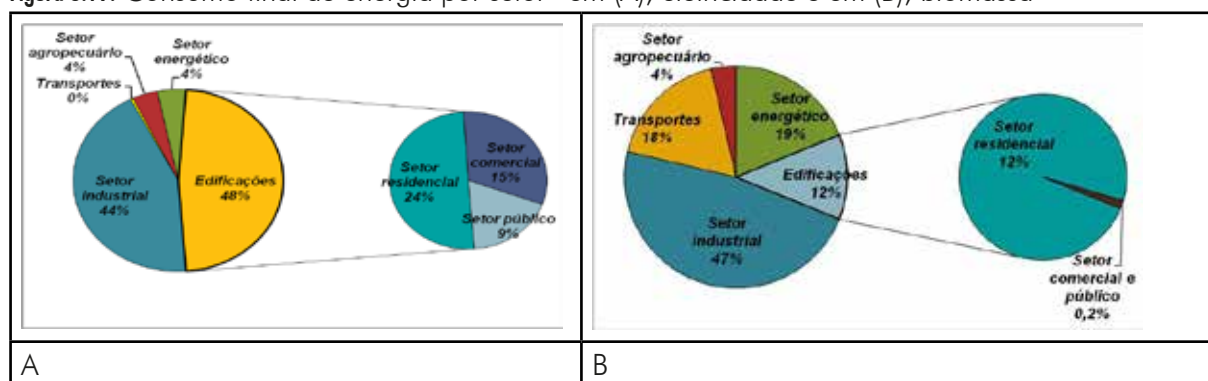 Consumo final de energia por setor - em (A), eletricidade e em (B), biomassa
Setor
agropecuário
4%
Setor
energético
4%
Transportes
0%
Setor
industrial
44%
Edificações
48%
Setor
residencial
24%
Setor
comercial
15%
Setor público
9%
Setor
agropecuário
4%
Transportes
18%
Setor
energético
19%
Edificações
12%
Setor
industrial
47%
Setor
residencial
12%
Setor
comercial e
público
0,2%
A
B